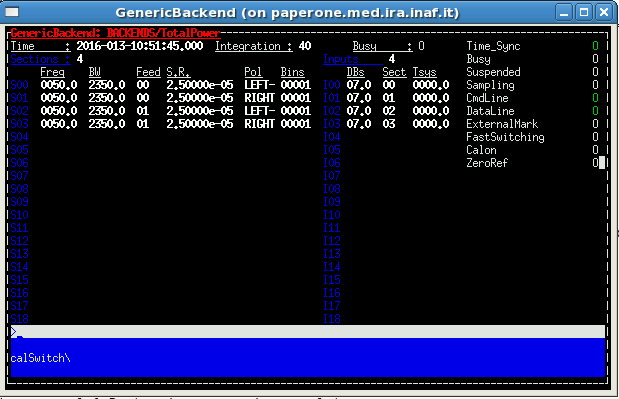 GenericBackend (on paperone.med.ira.inaf.it)
GenericBackend: BACKENDS/TotalPower
Time : 2016-013-10:51:45.000 Integration : 40 Busy : 0 Time_Sync 0
Sections : 4 Inputs : 4 Busy 0
Freq BW Feed S.R. Pol Bins DBs Sect Tsys Suspended 0
S00 0050.0 2350.0 00 2.50000e-05 LEFT- 00001 I00 07.0 00 0000.0 Sampling 0
S01 0050.0 2350.0 00 2.50000e-05 RIGHT 00001 I01 07.0 01 0000.0 CmdLine 0
S02 0050.0 2350.0 01 2.50000e-05 LEFT- 00001 I02 07.0 02 0000.0 DataLine 0
S03 0050.0 2350.0 01 2.50000e-05 RIGHT 00001 I03 07.0 03 0000.0 ExternalMark 0
S04 I04 FastSwitching 0
S05 I05 Calon 0
S06 I06 ZeroRef 0
S07 I07
S08 I08
S09 I09
S10 I10
S11 I11
S12 I12
S13 I13
S14 I14
S15 I15
S16 I16
S17 I17
S18 I18
>_
calSwitch\